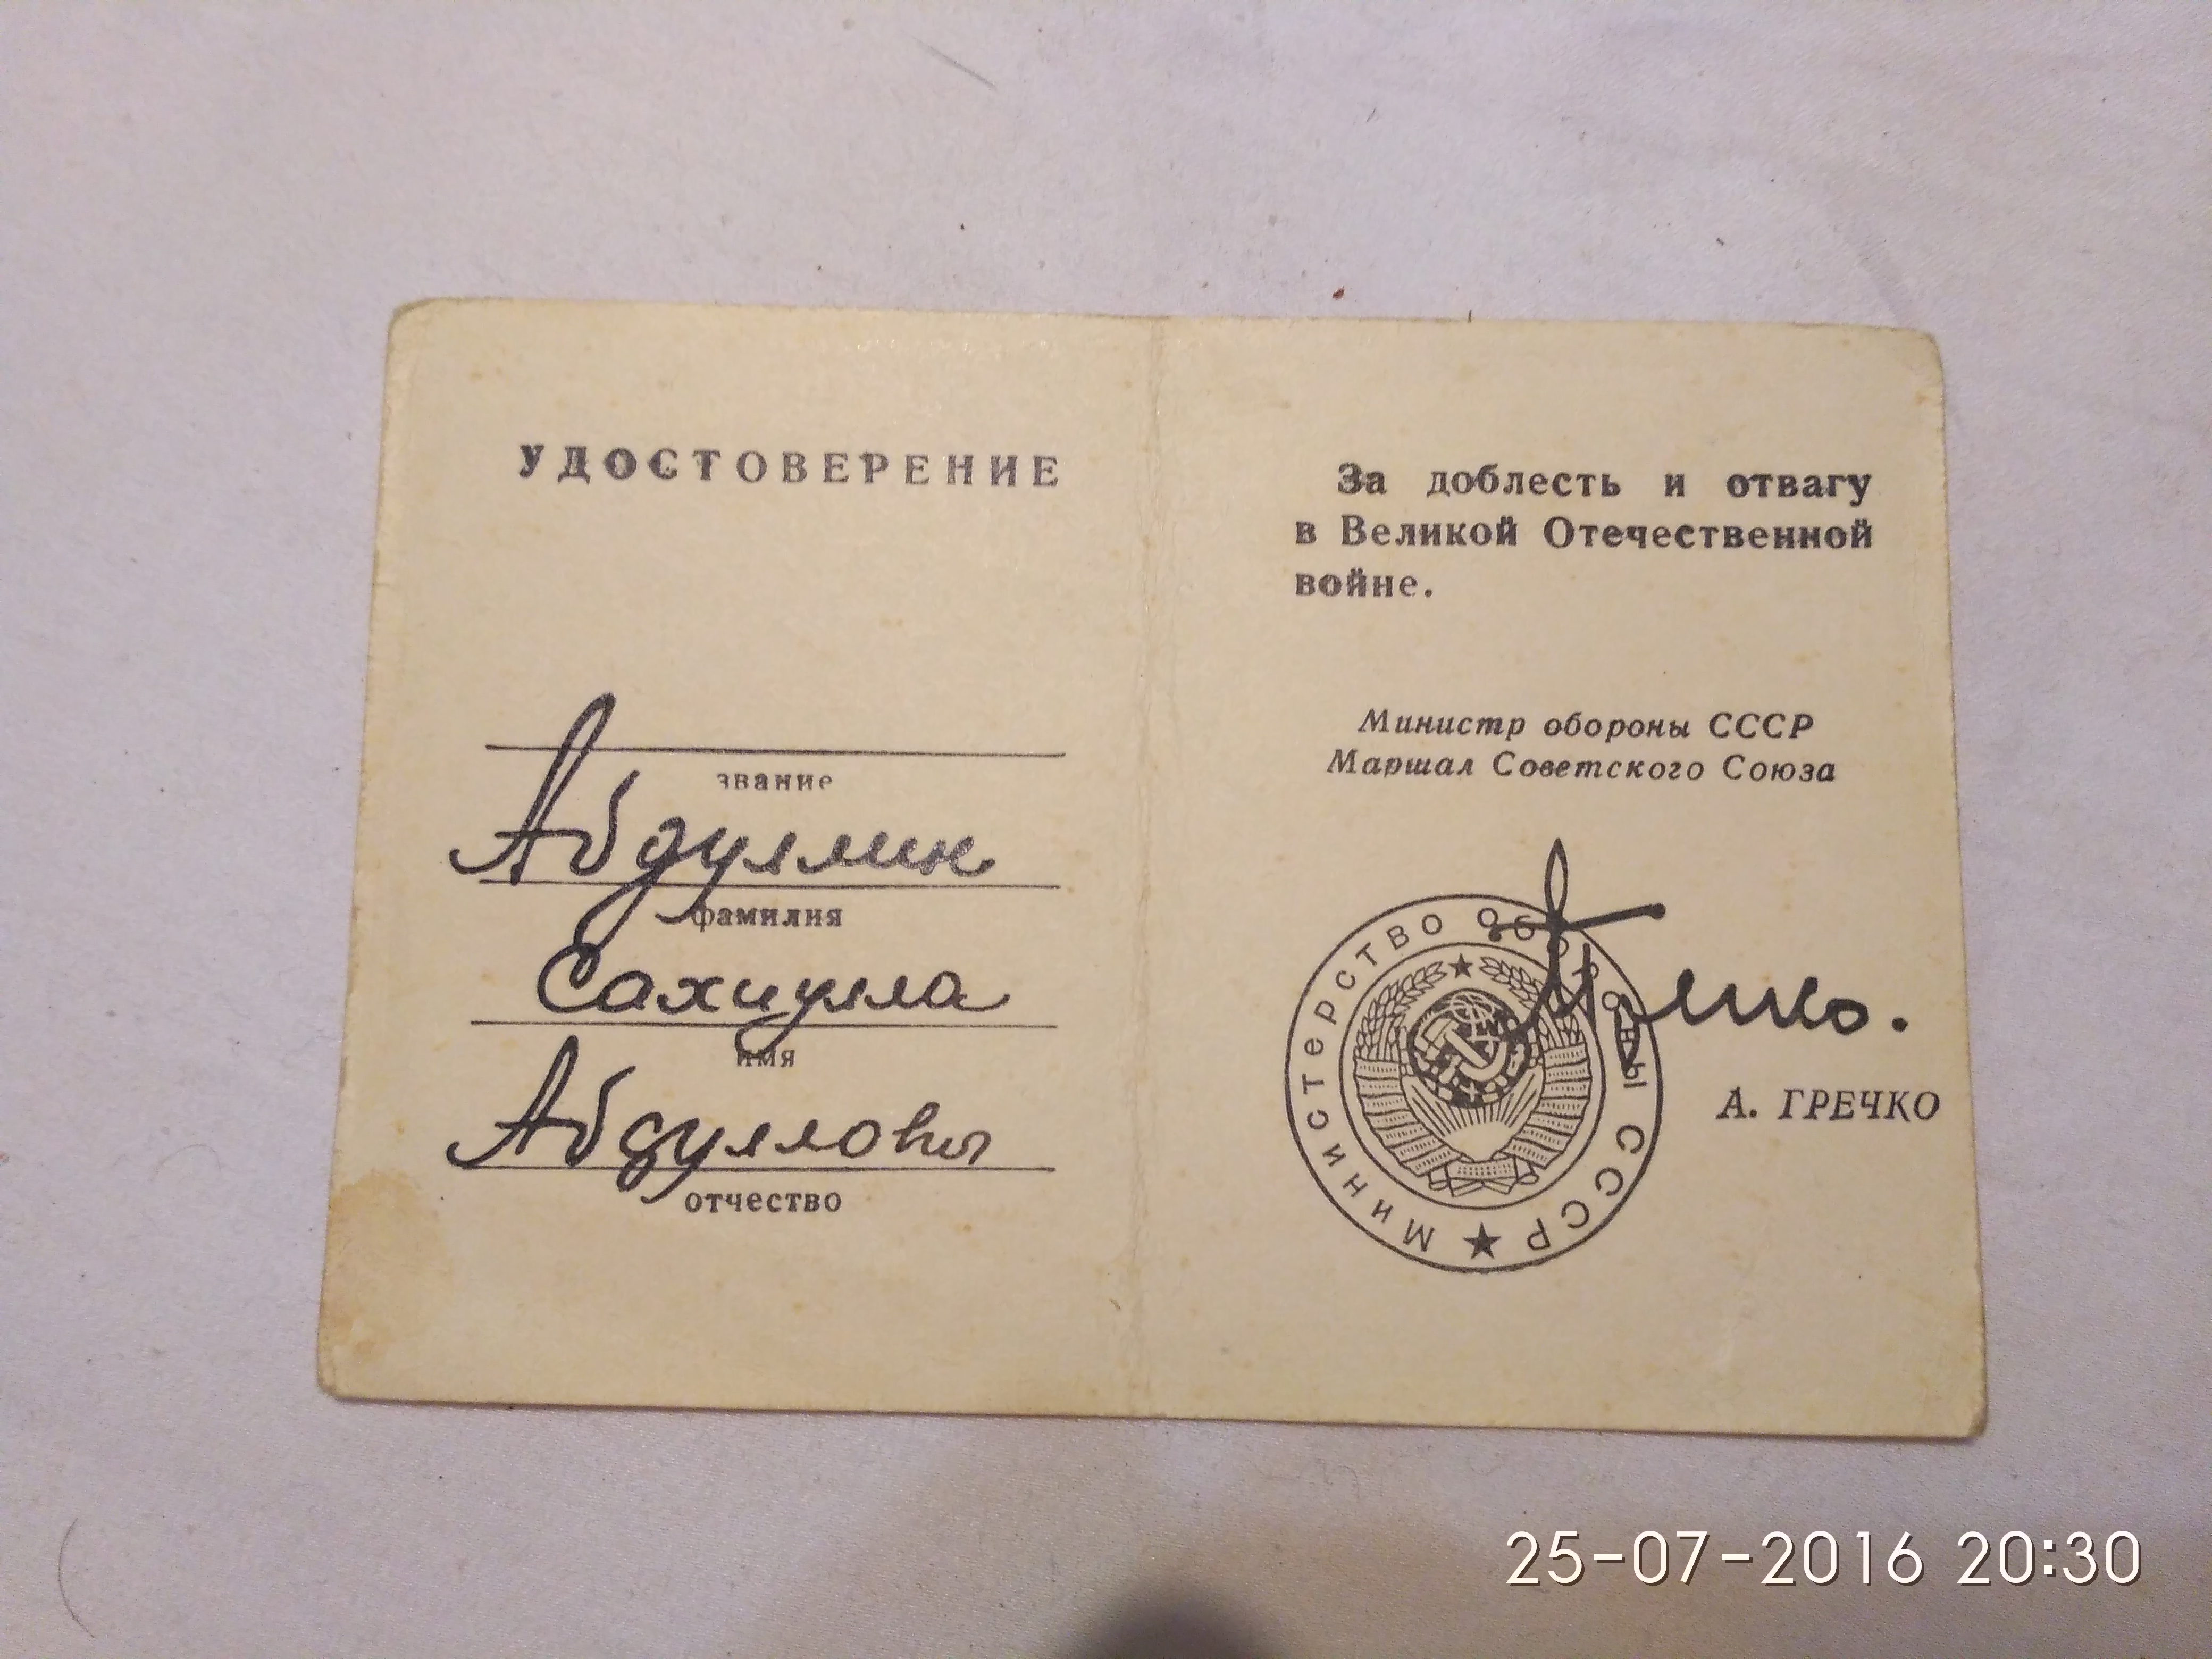 УДОСТОВЕРЕНИЕ
звание
Абдуллин
фамилия
Сахиулла
имя
Абдуллович
отчество
За доблесть и отвагу
в Великой Отечественной
войне.
Министр обороны СССР
Маршал Советского Союза
Министерство Обороны СССР
А. ГРЕЧКО
25-07-2016 20:30